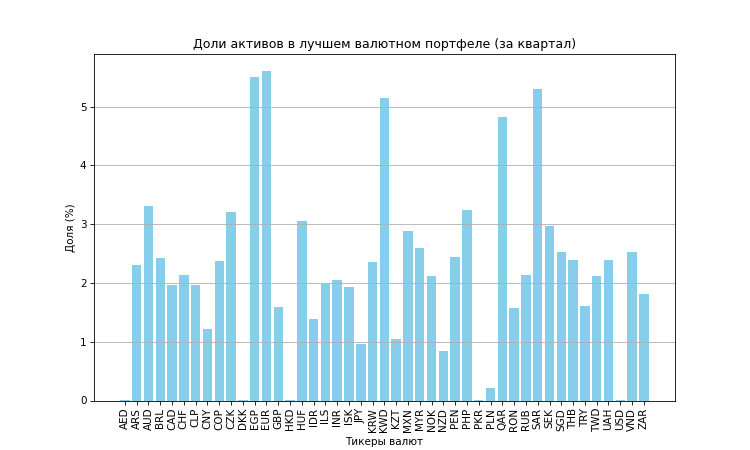 Доли активов в лучшем валютном портфеле (за квартал)
Доля (%)
5
4
3
2
1
0
AED ARS AUD BRL CAD CHF CLP CNY COP CZK DKK EGP EUR GBP HKD HUF IDR ILS INR ISK JPY KRW KWD KZT MXN MYR NOK NZD PEN PHP PKR PLN QAR RON RUB SAR SEK SGD THB TRY TWD UAH USD VND ZAR
Тикеры валют